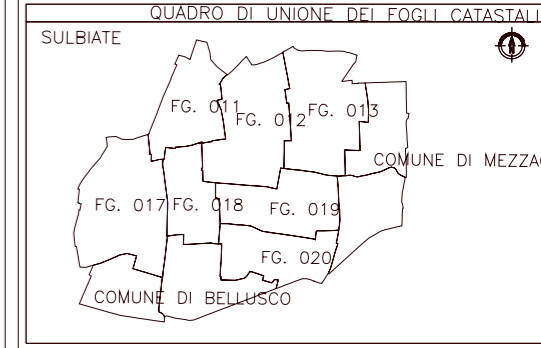 QUADRO DI UNIONE DEI FOGLI CATASTALI
SULBIATE
FG. 011
FG. 012
FG. 013
COMUNE DI MEZZAG
FG. 017
FG. 018
FG. 019
FG. 020
COMUNE DI BELLUSCO